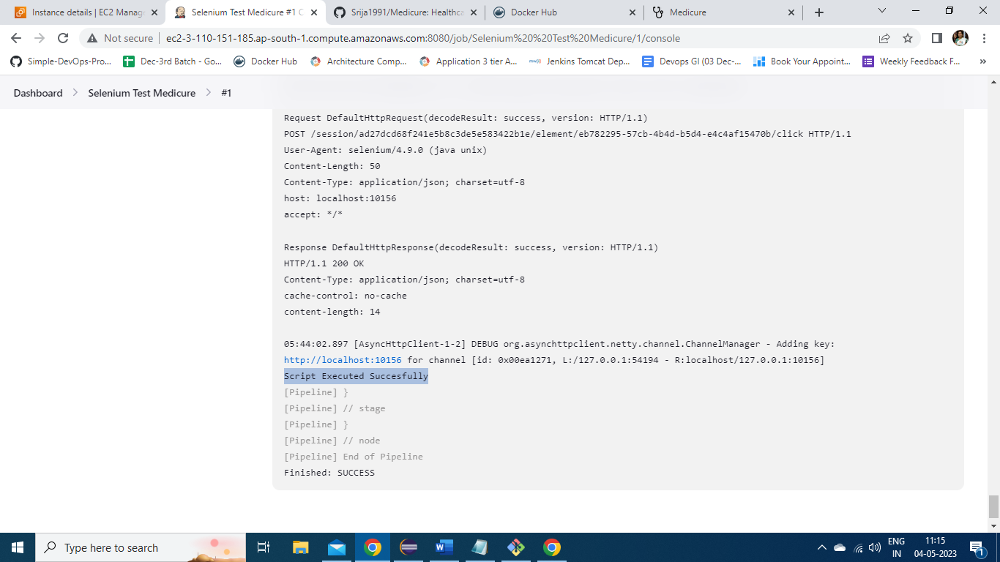 Instance details | EC2 Manag
Selenium Test Medicure #1 C
Srija1991/Medicure: Healthca
Docker Hub
Medicure
Not secure
ec2-3-110-151-185.ap-south-1.compute.amazonaws.com:8080/job/Selenium%20%20Test%20Medicure/1/console
Simple-DevOps-Pro...
Dec-3rd Batch - Go...
Docker Hub
Architecture Comp...
Application 3 tier A...
Jenkins Tomcat Dep...
Devops GI (03 Dec-...
Book Your Appoint...
Weekly Feedback F...
»
Dashboard
Selenium Test Medicure
#1
Request DefaultHttpRequest(decodeResult: success, version: HTTP/1.1)
POST /session/ad27dcd68f241e5b8c3de5e583422b1e/element/eb782295-57cb-4b4d-b5d4-e4c4af15470b/click HTTP/1.1
User-Agent: selenium/4.9.0 (java unix)
Content-Length: 50
Content-Type: application/json; charset=utf-8
host: localhost:10156
accept: */*
Response DefaultHttpResponse(decodeResult: success, version: HTTP/1.1)
HTTP/1.1 200 OK
Content-Type: application/json; charset=utf-8
cache-control: no-cache
content-length: 14
05:44:02.897 [AsyncHttpClient-1-2] DEBUG org.asynchttpclient.netty.channel.ChannelManager - Adding key:
http://localhost:10156 for channel [id: 0x00ea1271, L:/127.0.0.1:54194 - R:localhost/127.0.0.1:10156]
Script Executed Succesfully
[Pipeline] }
[Pipeline] // stage
[Pipeline] }
[Pipeline] // node
[Pipeline] End of Pipeline
Finished: SUCCESS
Type here to search
ENG
IN
11:15
04-05-2023
1